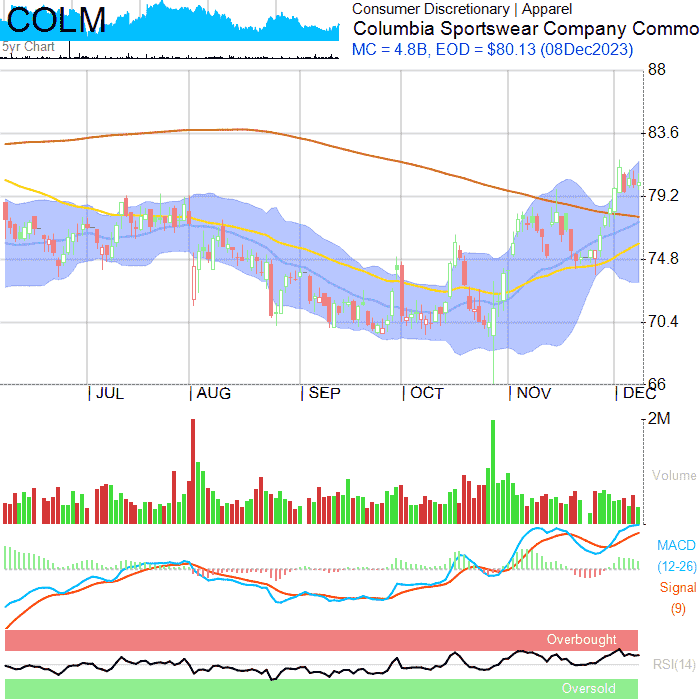 COLM
Consumer Discretionary | Apparel
Columbia Sportswear Company Commo
MC = 4.8B, EOD = $80.13 (08Dec2023)
5yr Chart
88
83.6
79.2
74.8
70.4
66
JUL AUG SEP OCT NOV DEC
2M
Volume
MACD
(12-26)
Signal
(9)
Overbought
RSI(14)
Oversold